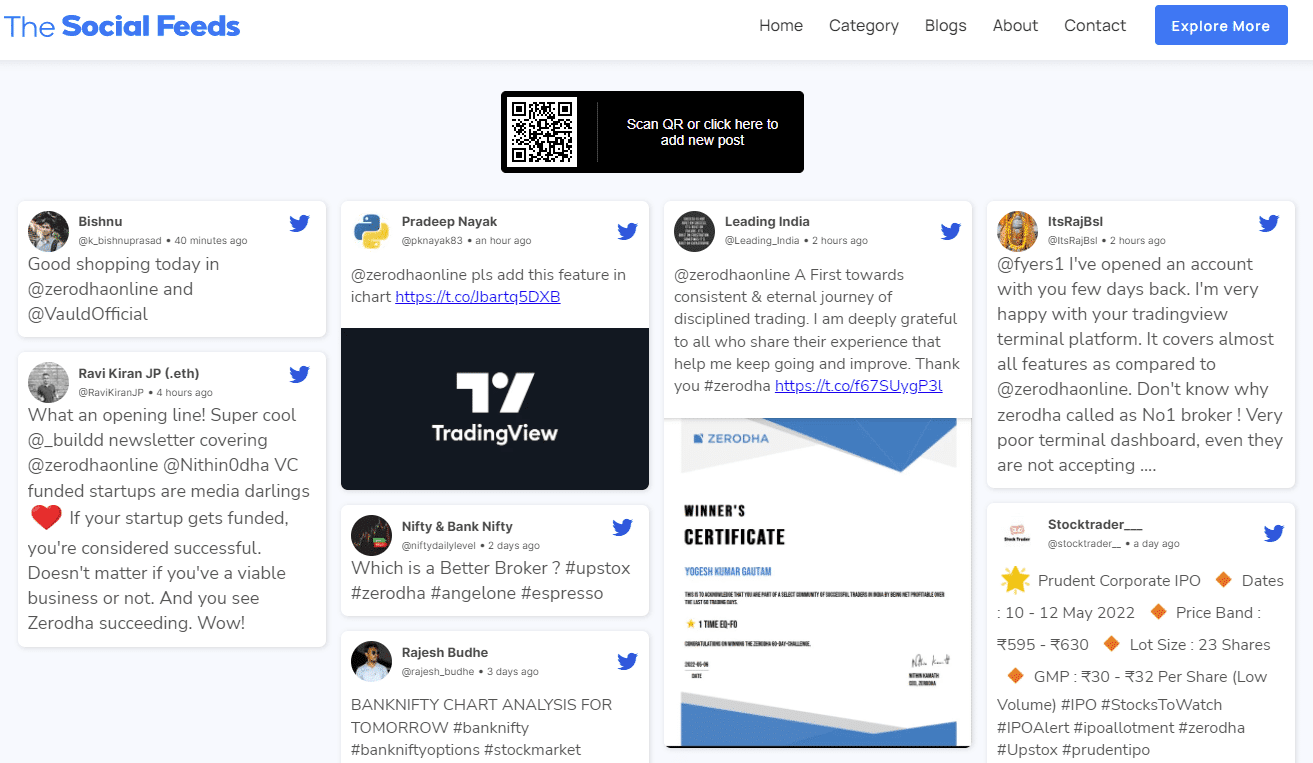 The Social Feeds
Home Category Blogs About Contact Explore More
Scan QR or click here to
add new post
Bishnu
@k_bishnuprasad • 40 minutes ago
Good shopping today in
@zerodhaonline and
@VauldOfficial
Ravi Kiran JP (.eth)
@RaviKiranJP • 4 hours ago
What an opening line! Super cool
@_buildd newsletter covering
@zerodhaonline @Nithin0dha VC
funded startups are media darlings
❤️ If your startup gets funded,
you're considered successful.
Doesn't matter if you've a viable
business or not. And you see
Zerodha succeeding. Wow!
Pradeep Nayak
@pknayak83 • an hour ago
@zerodhaonline pls add this feature in
ichart https://t.co/Jbartq5DXB
TradingView
Nifty & Bank Nifty
@niftydailylevel • 2 days ago
Which is a Better Broker ? #upstox
#zerodha #angelone #espresso
Rajesh Budhe
@rajesh_budhe • 3 days ago
BANKNIFTY CHART ANALYSIS FOR
TOMORROW #banknifty
#bankniftyoptions #stockmarket
Leading India
@Leading_India • 2 hours ago
@zerodhaonline A First towards
consistent & eternal journey of
disciplined trading. I am deeply grateful
to all who share their experience that
help me keep going and improve. Thank
you #zerodha https://t.co/f67SUygP3l
ZERODHA
WINNER'S
CERTIFICATE
YOGESH KUMAR GAUTAM
THIS IS TO ACKNOWLEDGE THAT YOU ARE PART OF A SELECT COMMUNITY OF SUCCESSFUL TRADERS IN INDIA BY BEING NET PROFITABLE OVER
THE LAST 60 TRADING DAYS.
⭐ 1 TIME EQ-FO
CONGRATULATIONS ON WINNING THE ZERODHA 60-DAY-CHALLENGE.
2022-05-06
DATE
NITHIN KAMATH
CEO, ZERODHA
ItsRajBsl
@ItsRajBsl • 2 hours ago
@fyers1 I've opened an account
with you few days back. I'm very
happy with your tradingview
terminal platform. It covers almost
all features as compared to
@zerodhaonline. Don't know why
zerodha called as No1 broker ! Very
poor terminal dashboard, even they
are not accepting ....
Stock Trader
Stocktrader___
@stocktrader__ • a day ago
🌟 Prudent Corporate IPO 🔸 Dates
: 10 - 12 May 2022 🔸 Price Band :
₹595 - ₹630 🔸 Lot Size : 23 Shares
🔸 GMP : ₹30 - ₹32 Per Share (Low
Volume) #IPO #StocksToWatch
#IPOAlert #ipoallotment #zerodha
#Upstox #prudentipo